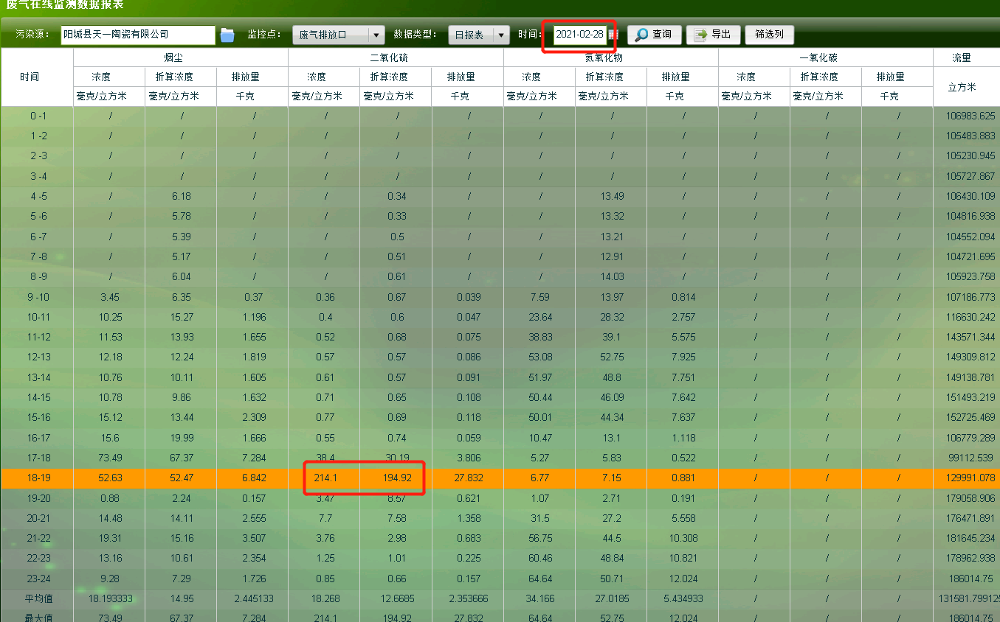 废气在线监测数据报表
污染源： 阳城县天一陶瓷有限公司 监控点： 废气排放口 数据类型： 日报表 时间： 2021-02-28 查询 导出 筛选列
时间 烟尘 二氧化硫 氮氧化物 一氧化碳 流量
浓度 折算浓度 排放量 浓度 折算浓度 排放量 浓度 折算浓度 排放量 浓度 折算浓度 排放量 立方米
毫克/立方米 毫克/立方米 千克 毫克/立方米 毫克/立方米 千克 毫克/立方米 毫克/立方米 千克 毫克/立方米 毫克/立方米 千克
0 -1 / / / / / / / / / / / / 106983.625
1 -2 / / / / / / / / / / / / 105483.883
2 -3 / / / / / / / / / / / / 105230.945
3 -4 / / / / / / / / / / / / 105727.867
4 -5 / 6.18 / / 0.34 / / 13.49 / / / / 106430.109
5 -6 / 5.78 / / 0.33 / / 13.32 / / / / 104816.938
6 -7 / 5.39 / / 0.5 / / 13.21 / / / / 104552.094
7 -8 / 5.17 / / 0.51 / / 12.91 / / / / 104721.695
8 -9 / 6.04 / / 0.61 / / 14.03 / / / / 105923.758
9 -10 3.45 6.35 0.37 0.36 0.67 0.039 7.59 13.97 0.814 / / / 107186.773
10-11 10.25 15.27 1.196 0.4 0.6 0.047 23.64 28.32 2.757 / / / 116630.242
11-12 11.53 13.93 1.655 0.52 0.68 0.075 38.83 39.1 5.575 / / / 143571.344
12-13 12.18 12.24 1.819 0.57 0.57 0.086 53.08 52.75 7.925 / / / 149309.812
13-14 10.76 10.11 1.605 0.61 0.57 0.091 51.97 48.8 7.751 / / / 149138.781
14-15 10.78 9.86 1.632 0.71 0.65 0.108 50.44 46.09 7.642 / / / 151493.219
15-16 15.12 13.44 2.309 0.77 0.69 0.118 50.01 44.34 7.637 / / / 152725.469
16-17 15.6 19.99 1.666 0.55 0.74 0.059 10.47 13.1 1.118 / / / 106779.289
17-18 73.49 67.37 7.284 38.4 30.19 3.806 5.27 5.83 0.522 / / / 99112.539
18-19 52.63 52.47 6.842 214.1 194.92 27.832 6.77 7.15 0.881 / / / 129991.078
19-20 0.88 2.24 0.157 3.47 8.57 0.621 1.07 2.71 0.191 / / / 179058.906
20-21 14.48 14.11 2.555 7.7 7.58 1.358 31.5 27.2 5.558 / / / 176471.891
21-22 19.31 15.16 3.507 3.76 2.98 0.683 56.75 44.5 10.308 / / / 181645.234
22-23 13.16 10.61 2.354 1.25 1.01 0.225 60.46 48.84 10.821 / / / 178962.938
23-24 9.28 7.29 1.726 0.85 0.66 0.157 64.64 50.71 12.024 / / / 186014.75
平均值 18.193333 14.95 2.445133 18.268 12.6685 2.353666 34.166 27.0185 5.434933 / / / 131581.799125
最大值 73.49 67.37 7.284 214.1 194.92 27.832 64.64 52.75 12.024 / / / 186014.75